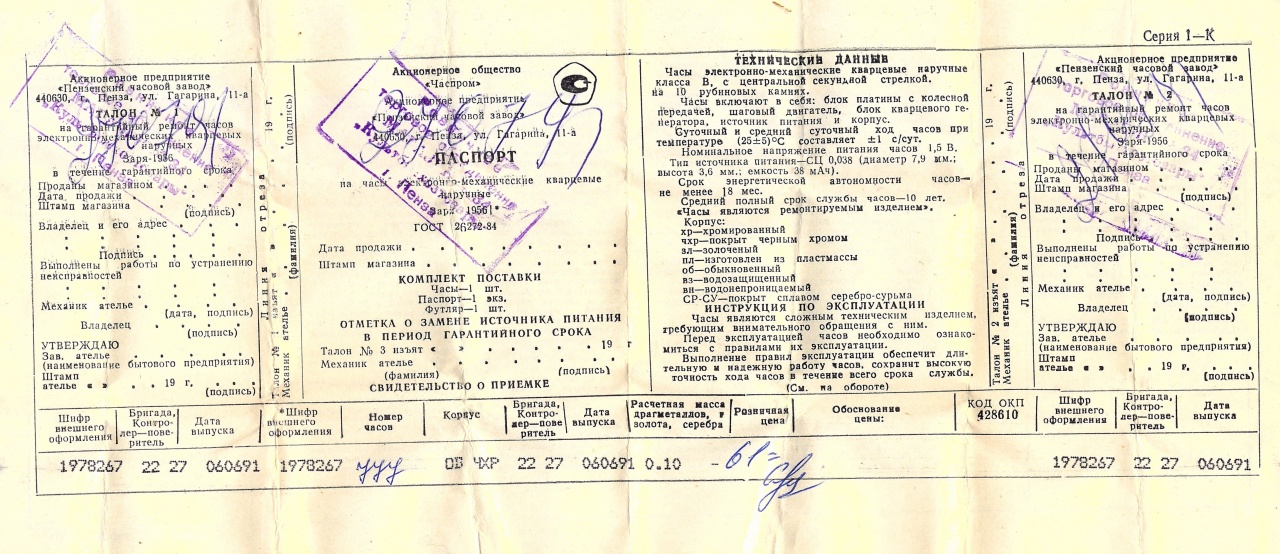 Серия 1—К
Акционерное предприятие
«Пензенский часовой завод»
440630, г. Пенза, ул. Гагарина, 11-а
ТАЛОН № 1
на гарантийный ремонт часов
электронно-механических кварцевых
наручных
Заря-1956
в течение гарантийного срока
Проданы магазином
Дата продажи
Штамп магазина
(подпись)
Владелец и его адрес
Подпись
Выполнены работы по устранению
неисправностей
Механик ателье
(дата, подпись)
Владелец
(подпись)
УТВЕРЖДАЮ
Зав. ателье
(наименование бытового предприятия)
Штамп
ателье « » . 19 г.
(подпись)
Линия отреза
Талон № 1 изъят « » 19 г.
Механик ателье (фамилия) (подпись)
Акционерное общество
«Часпром»
Акционерное предприятие
«Пензенский часовой завод»
440630, г. Пенза, ул. Гагарина, 11-а
ПАСПОРТ
на часы электронно-механические кварцевые
наручные
Заря 1956
ГОСТ 26272-84
Дата продажи
Штамп магазина
КОМПЛЕКТ ПОСТАВКИ
Часы—1 шт.
Паспорт—1 экз.
Футляр—1 шт.
ОТМЕТКА О ЗАМЕНЕ ИСТОЧНИКА ПИТАНИЯ
В ПЕРИОД ГАРАНТИЙНОГО СРОКА
Талон № 3 изъят « » 19 г
Механик ателье
(фамилия) (подпись)
СВИДЕТЕЛЬСТВО О ПРИЕМКЕ
ТЕХНИЧЕСКИЕ ДАННЫЕ
Часы электронно-механические кварцевые наручные
класса В, с центральной секундной стрелкой.
на 10 рубиновых камнях.
Часы включают в себя: блок платины с колесной
передачей, шаговый двигатель, блок кварцевого ге-
нератора, источник питания и корпус.
Суточный и средний суточный ход часов при
температуре (25±5)°С составляет ±1 с/сут.
Номинальное напряжение питания часов 1,5 В.
Тип источника питания—СЦ 0,038 (диаметр 7,9 мм.;
высота 3,6 мм.; емкость 38 мАч).
Срок энергетической автономности часов—
не менее 18 мес.
Средний полный срок службы часов—10 лет.
«Часы являются ремонтируемым изделием».
Корпус:
хр—хромированный
чхр—покрыт черным хромом
зл—золоченый
пл—изготовлен из пластмассы
об—обыкновенный
вз—водозащищенный
вн—водонепроницаемый
СР-СУ—покрыт сплавом серебро-сурьма
ИНСТРУКЦИЯ ПО ЭКСПЛУАТАЦИИ
Часы являются сложным техническим изделием,
требующим внимательного обращения с ним.
Перед эксплуатацией часов необходимо ознако-
миться с правилами их эксплуатации.
Выполнение правил эксплуатации обеспечит дли-
тельную и надежную работу часов, сохранит высокую
точность хода часов в течение всего срока службы.
(См. на обороте)
Талон № 2 изъят « » 19 г.
Механик ателье (фамилия) (подпись)
Линия отреза
Акционерное предприятие
«Пензенский часовой завод»
440630, г. Пенза, ул. Гагарина, 11-а
ТАЛОН № 2
на гарантийный ремонт часов
электронно-механических кварцевых
наручных
Заря-1956
в течение гарантийного срока
Проданы магазином
Дата продажи
Штамп магазина
(подпись)
Владелец и его адрес
Подпись
Выполнены работы по устранению
неисправностей
Механик ателье
(дата, подпись)
Владелец
(подпись)
УТВЕРЖДАЮ
Зав. ателье
(наименование бытового предприятия)
Штамп
ателье « » . 19 г.
(подпись)
Шифр внешнего оформления Бригада, Контро-лер—пове-ритель Дата выпуска Шифр внешнего оформления Номер часов Корпус Бригада, Контро-лер—пове-ритель Дата выпуска Расчетная масса драгметаллов, г золота, серебра Розничная цена Обоснование цены: КОД ОКП 428610 Шифр внешнего оформления Бригада, Контро-лер—пове-ритель Дата выпуска
1978267 22 27 060691 1978267 ОБ ЧХР 22 27 060691 0.10 - 61= 1978267 22 27 060691